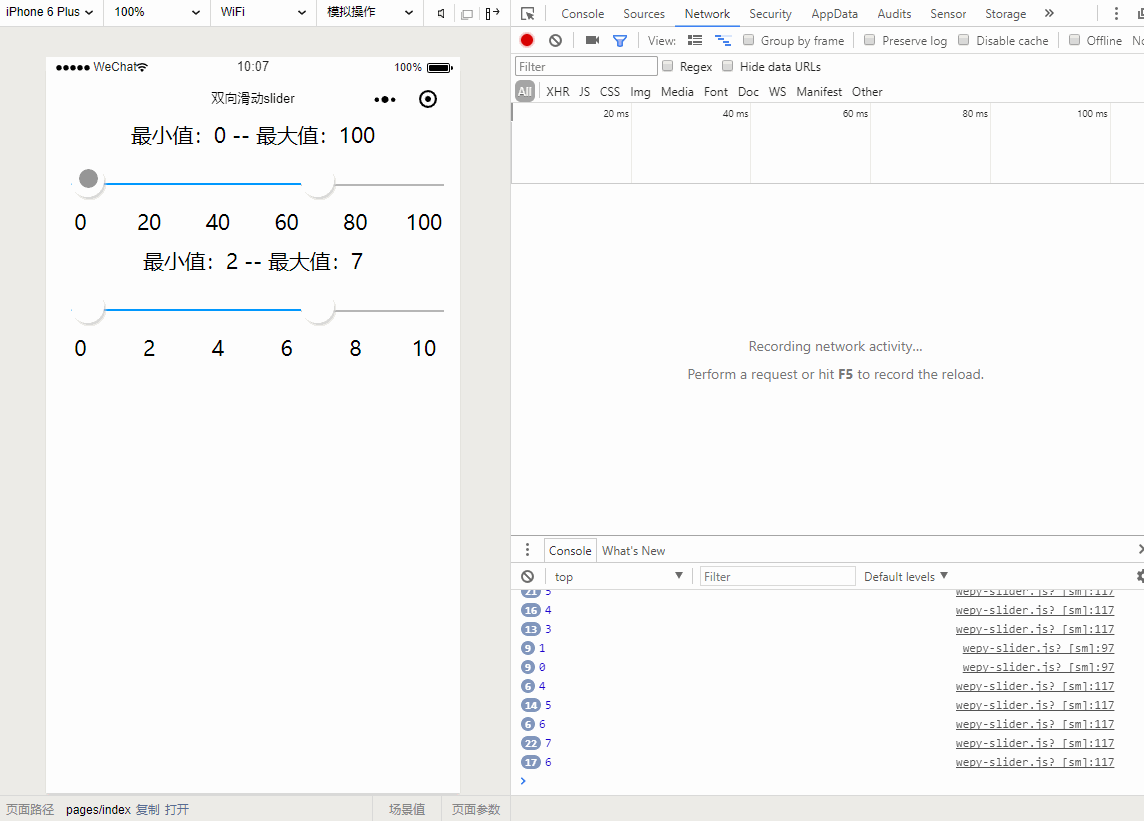 iPhone 6 Plus 100% WiFi 模拟操作
WeChat 10:07 100%
双向滑动slider
最小值：0 -- 最大值：100
0 20 40 60 80 100
最小值：2 -- 最大值：7
0 2 4 6 8 10
页面路径 pages/index 复制 打开 场景值 页面参数
Console Sources Network Security AppData Audits Sensor Storage
View: Group by frame Preserve log Disable cache Offline
Filter Regex Hide data URLs
All XHR JS CSS Img Media Font Doc WS Manifest Other
20 ms 40 ms 60 ms 80 ms 100 ms
Recording network activity...
Perform a request or hit F5 to record the reload.
Console What's New
top Filter Default levels
21 5 wepy-slider.js? [sm]:117
16 4 wepy-slider.js? [sm]:117
13 3 wepy-slider.js? [sm]:117
9 1 wepy-slider.js? [sm]:97
9 0 wepy-slider.js? [sm]:97
6 4 wepy-slider.js? [sm]:117
14 5 wepy-slider.js? [sm]:117
6 6 wepy-slider.js? [sm]:117
22 7 wepy-slider.js? [sm]:117
17 6 wepy-slider.js? [sm]:117